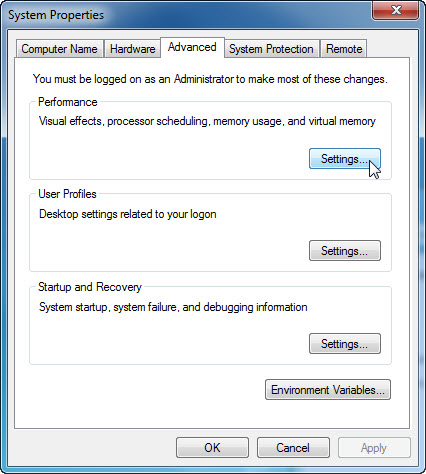 System Properties
Computer Name Hardware Advanced System Protection Remote
You must be logged on as an Administrator to make most of these changes.
Performance
Visual effects, processor scheduling, memory usage, and virtual memory
Settings...
User Profiles
Desktop settings related to your logon
Settings...
Startup and Recovery
System startup, system failure, and debugging information
Settings...
Environment Variables...
OK Cancel Apply